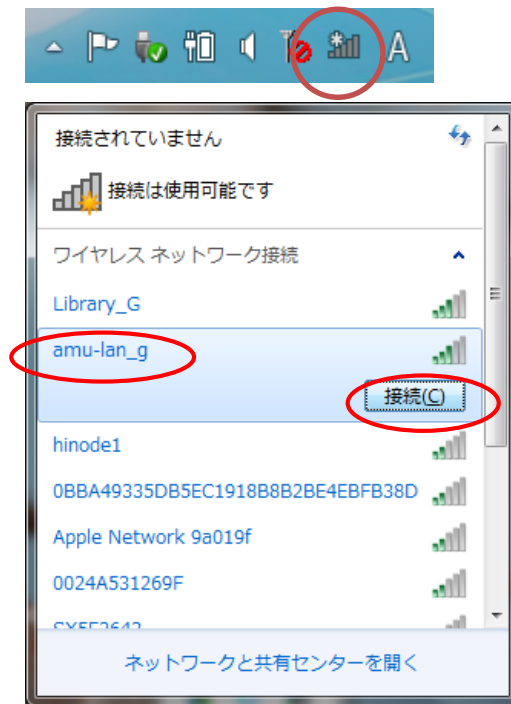 A
接続されていません
接続は使用可能です
ワイヤレス ネットワーク接続
Library_G
amu-lan_g
接続(C)
hinode1
0BBA49335DB5EC1918B8B2BE4EBFB38D
Apple Network 9a019f
0024A531269F
ネットワークと共有センターを開く